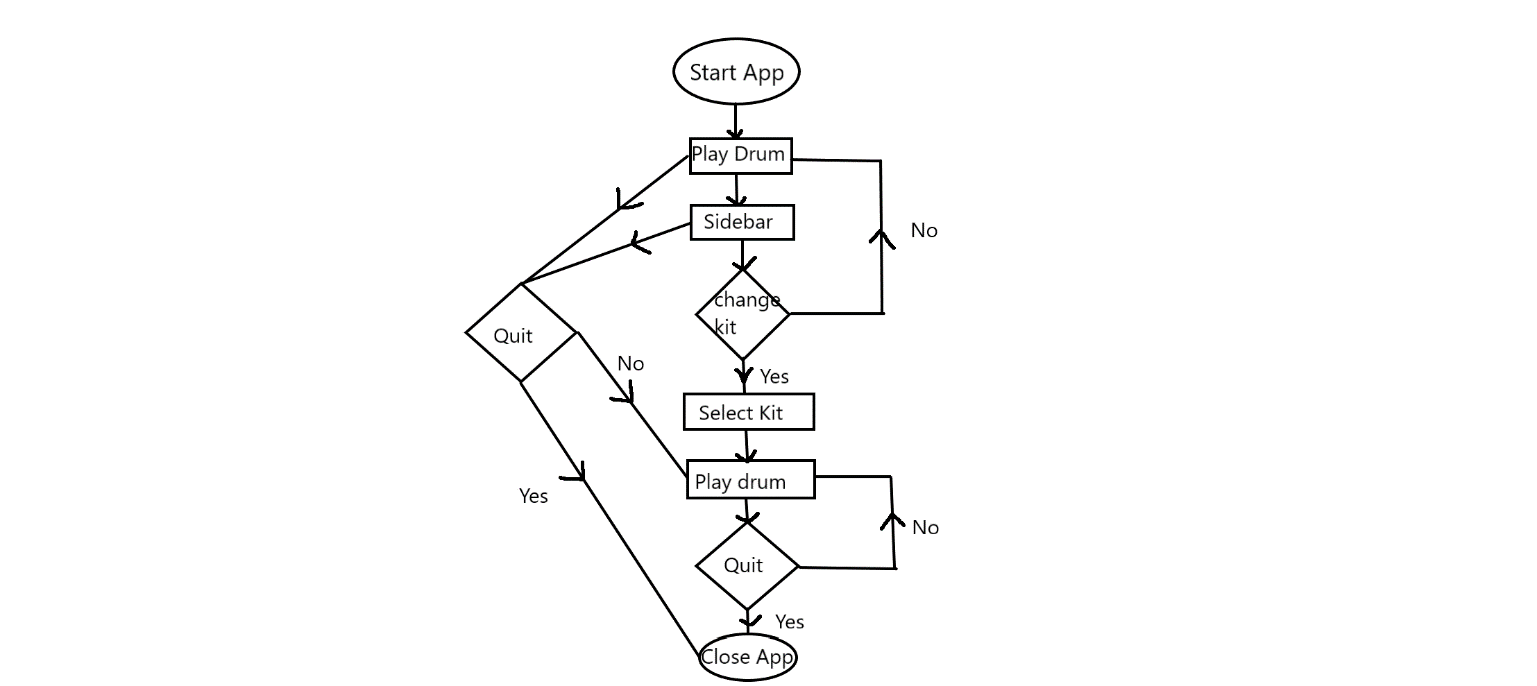 Start App
Play Drum
Sidebar
No
change
kit
Quit
No
Yes
Select Kit
Play drum
Yes
No
Quit
Yes
Close App